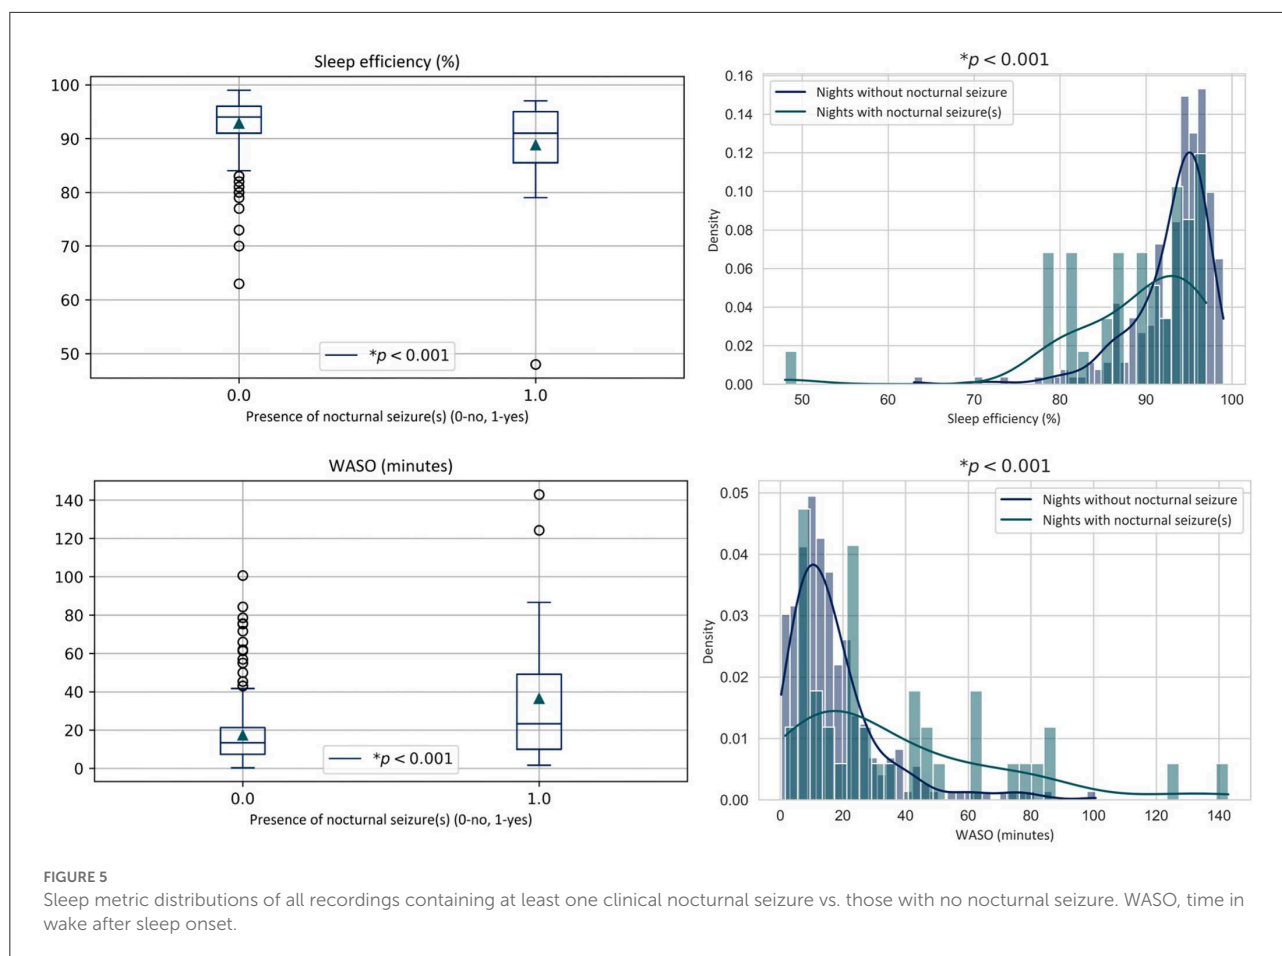 Sleep efficiency (%)
100
90
80
70
60
50
*p < 0.001
0.0
1.0
Presence of nocturnal seizure(s) (0-no, 1-yes)
*p < 0.001
0.16
0.14
0.12
0.10
0.08
0.06
0.04
0.02
0.00
Density
Nights without nocturnal seizure
Nights with nocturnal seizure(s)
50
60
70
80
90
100
Sleep efficiency (%)
WASO (minutes)
140
120
100
80
60
40
20
0
*p < 0.001
0.0
1.0
Presence of nocturnal seizure(s) (0-no, 1-yes)
*p < 0.001
0.05
0.04
0.03
0.02
0.01
0.00
Density
Nights without nocturnal seizure
Nights with nocturnal seizure(s)
0
20
40
60
80
100
120
140
WASO (minutes)
FIGURE 5
Sleep metric distributions of all recordings containing at least one clinical nocturnal seizure vs. those with no nocturnal seizure. WASO, time in
wake after sleep onset.